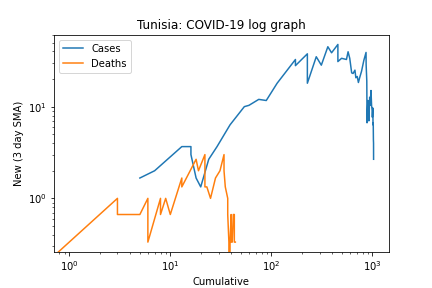 Tunisia: COVID-19 log graph
Cases
Deaths
New (3 day SMA)
10¹
10⁰
10⁰ 10¹ 10² 10³
Cumulative